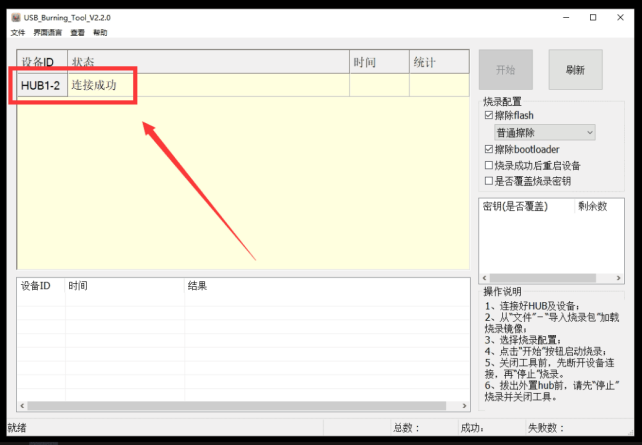 USB_Burning_Tool_V2.2.0
文件 界面语言 查看 帮助
设备ID 状态 时间 统计
HUB1-2 连接成功
开始 刷新
烧录配置
擦除flash
普通擦除
擦除bootloader
烧录成功后重启设备
是否覆盖烧录密钥
密钥(是否覆盖) 剩余数
设备ID 时间 结果
操作说明
1、连接好HUB及设备;
2、从“文件”-“导入烧录包”加载
烧录镜像;
3、选择烧录配置;
4、点击“开始”按钮启动烧录;
5、关闭工具前，先断开设备连
接，再“停止”烧录。
6、拔出外置hub前，请先“停止”
烧录并关闭工具。
就绪 总数： 成功： 失败数：